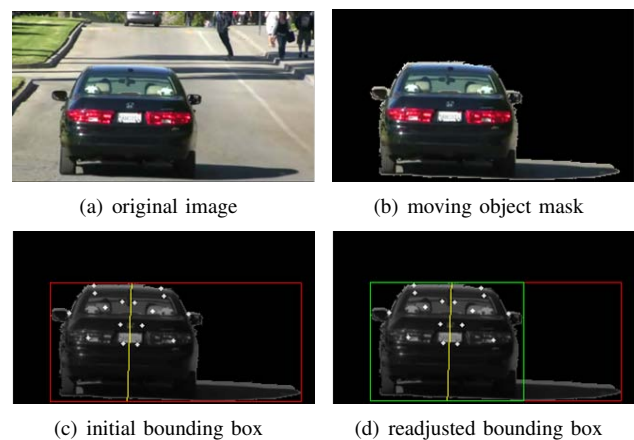 (a) original image
(b) moving object mask
(c) initial bounding box
(d) readjusted bounding box